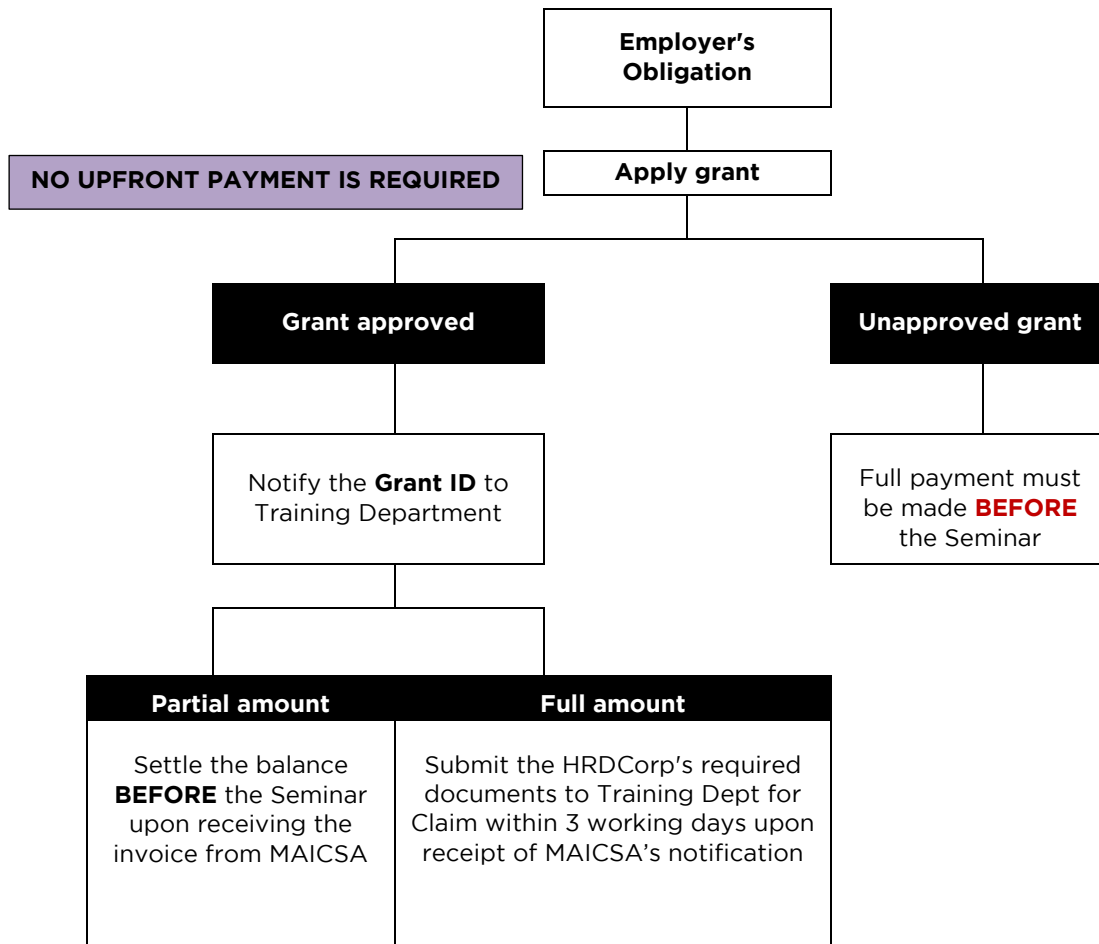 Employer's
Obligation
NO UPFRONT PAYMENT IS REQUIRED
Apply grant
Grant approved
Unapproved grant
Notify the Grant ID to
Training Department
Full payment must
be made BEFORE
the Seminar
Partial amount
Full amount
Settle the balance
BEFORE the Seminar
upon receiving the
invoice from MAICSA
Submit the HRDCorp's required
documents to Training Dept for
Claim within 3 working days upon
receipt of MAICSA’s notification